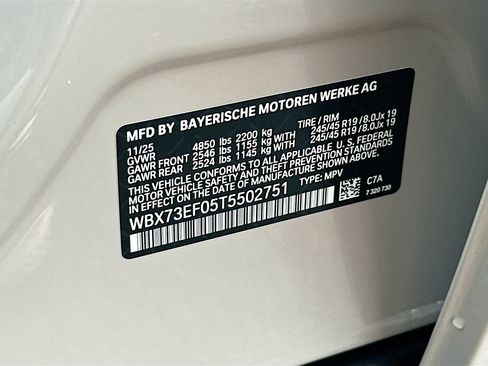 MFD BY BAYERISCHE MOTOREN WERKE AG
11/25 TIRE / RIM
GVWR 4850 lbs 2200 kg
GAWR FRONT 2546 lbs 1155 kg WITH 245/45 R19 / 8.0Jx 19
GAWR REAR 2524 lbs 1145 kg WITH 245/45 R19 / 8.0Jx 19
THIS VEHICLE CONFORMS TO ALL APPLICABLE U.S. FEDERAL
MOTOR VEHICLE SAFETY AND THEFT PREVENTION STANDARDS
IN EFFECT ON THE DATE OF MANUFACTURE SHOWN ABOVE.
WBX73EF05T5502751
TYPE: MPV
C7A
7 320 730